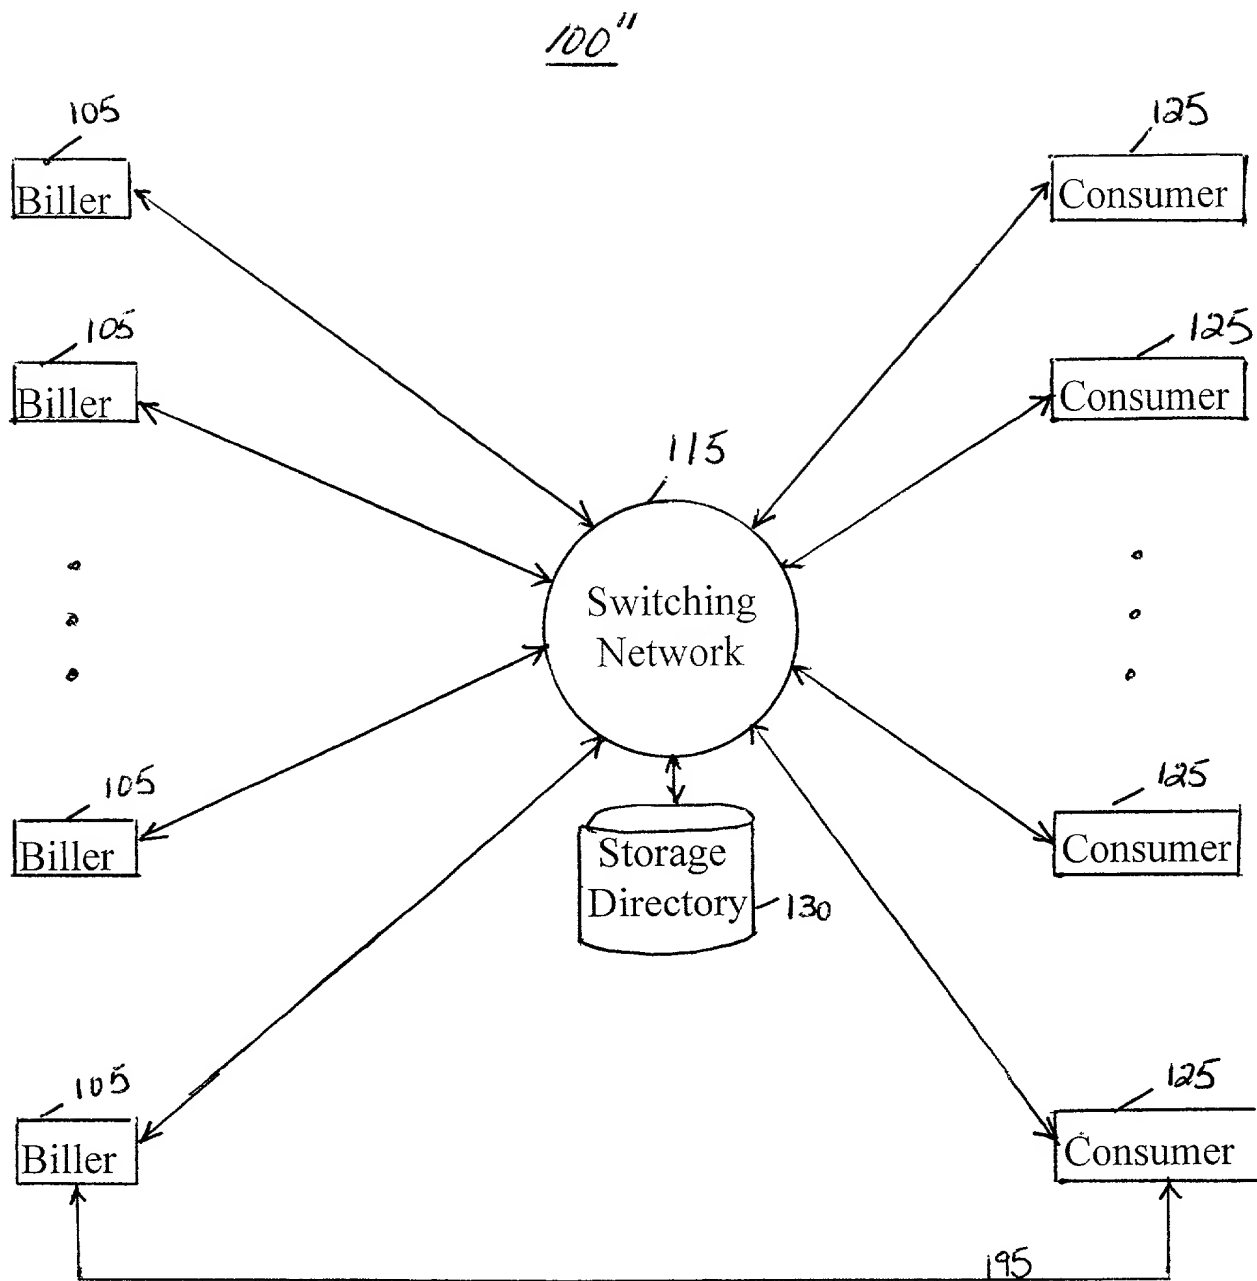 100"
105
125
Biller
Consumer
105
125
Biller
Consumer
115
Switching
Network
105
125
Biller
Consumer
Storage
Directory
130
105
125
Biller
Consumer
195